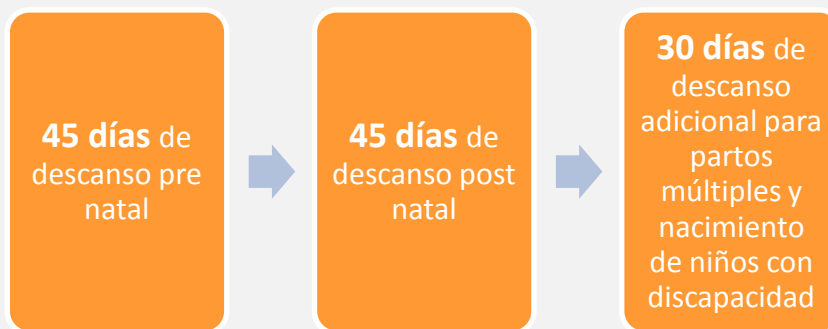 45 días de
descanso pre
natal
45 días de
descanso post
natal
30 días de
descanso
adicional para
partos
múltiples y
nacimiento
de niños con
discapacidad